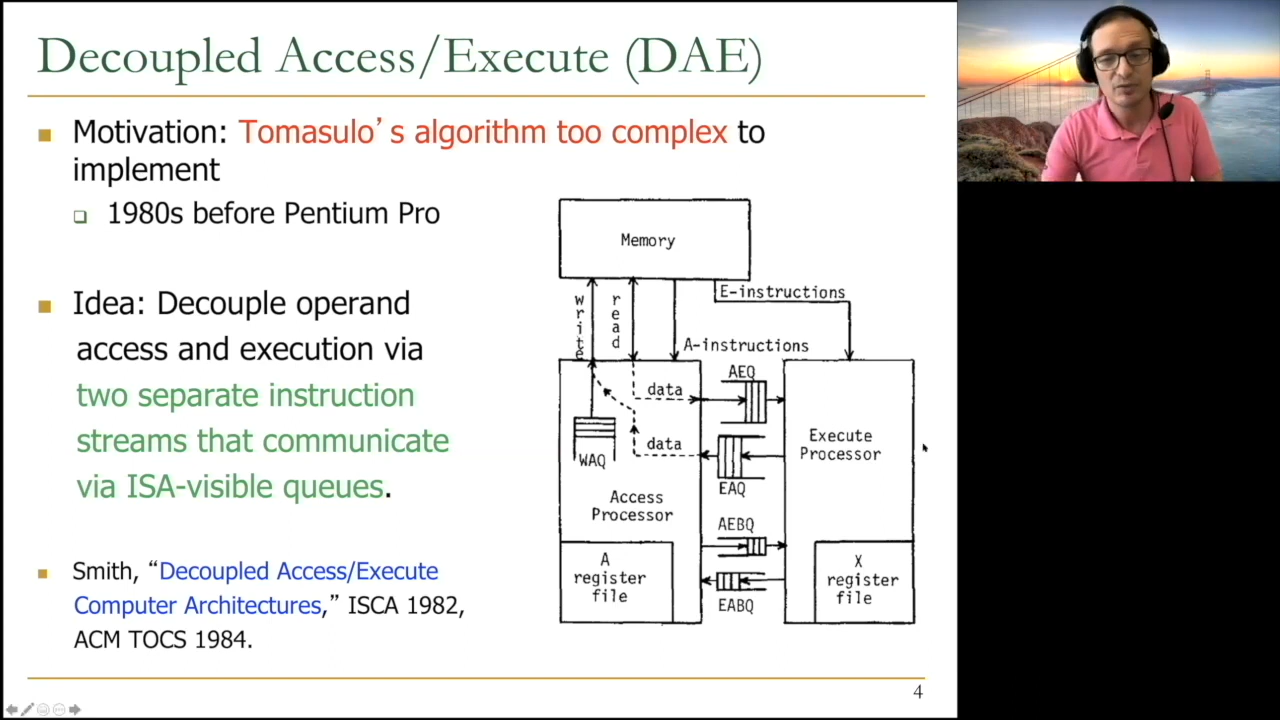 Decoupled Access/Execute (DAE)
Motivation: Tomasulo's algorithm too complex to
implement
1980s before Pentium Pro
Idea: Decouple operand
access and execution via
two separate instruction
streams that communicate
via ISA-visible queues.
Smith, “Decoupled Access/Execute
Computer Architectures,” ISCA 1982,
ACM TOCS 1984.
Memory
write
read
E-instructions
A-instructions
AEQ
data
data
WAQ
EAQ
Execute
Processor
Access
Processor
AEBQ
EABQ
A
register
file
X
register
file
4